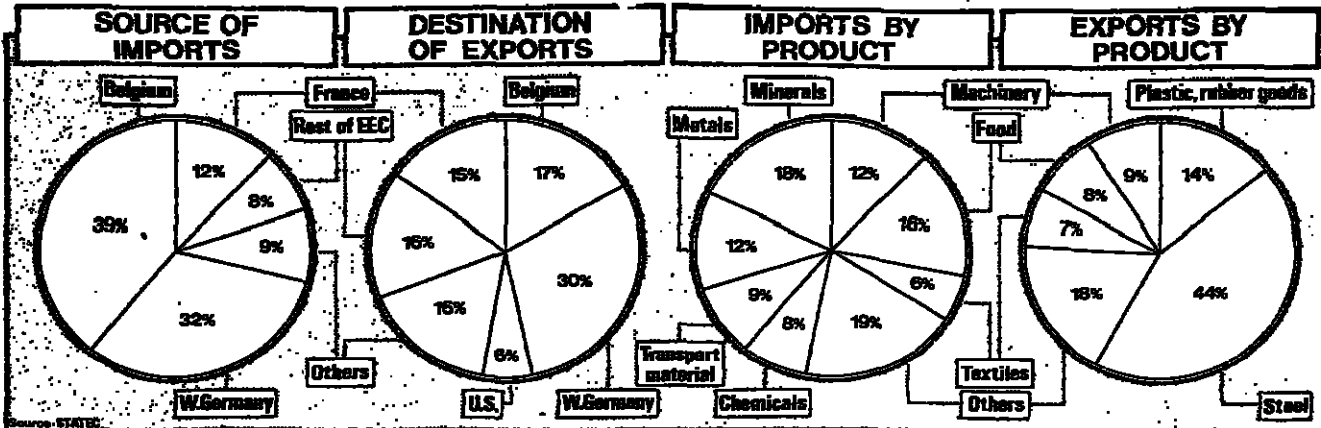 SOURCE OF
IMPORTS
DESTINATION
OF EXPORTS
IMPORTS BY
PRODUCT
EXPORTS BY
PRODUCT
Belgium
France
Rest of EEC
Belgium
Minerals
Metals
Machinery
Food
Plastic, rubber goods
12%
8%
9%
32%
39%
17%
30%
6%
16%
16%
15%
12%
16%
6%
19%
8%
9%
12%
18%
14%
44%
18%
7%
8%
9%
W.Germany
Others
U.S.
W.Germany
Transport
material
Chemicals
Textiles
Others
Steel
Source: STATEC